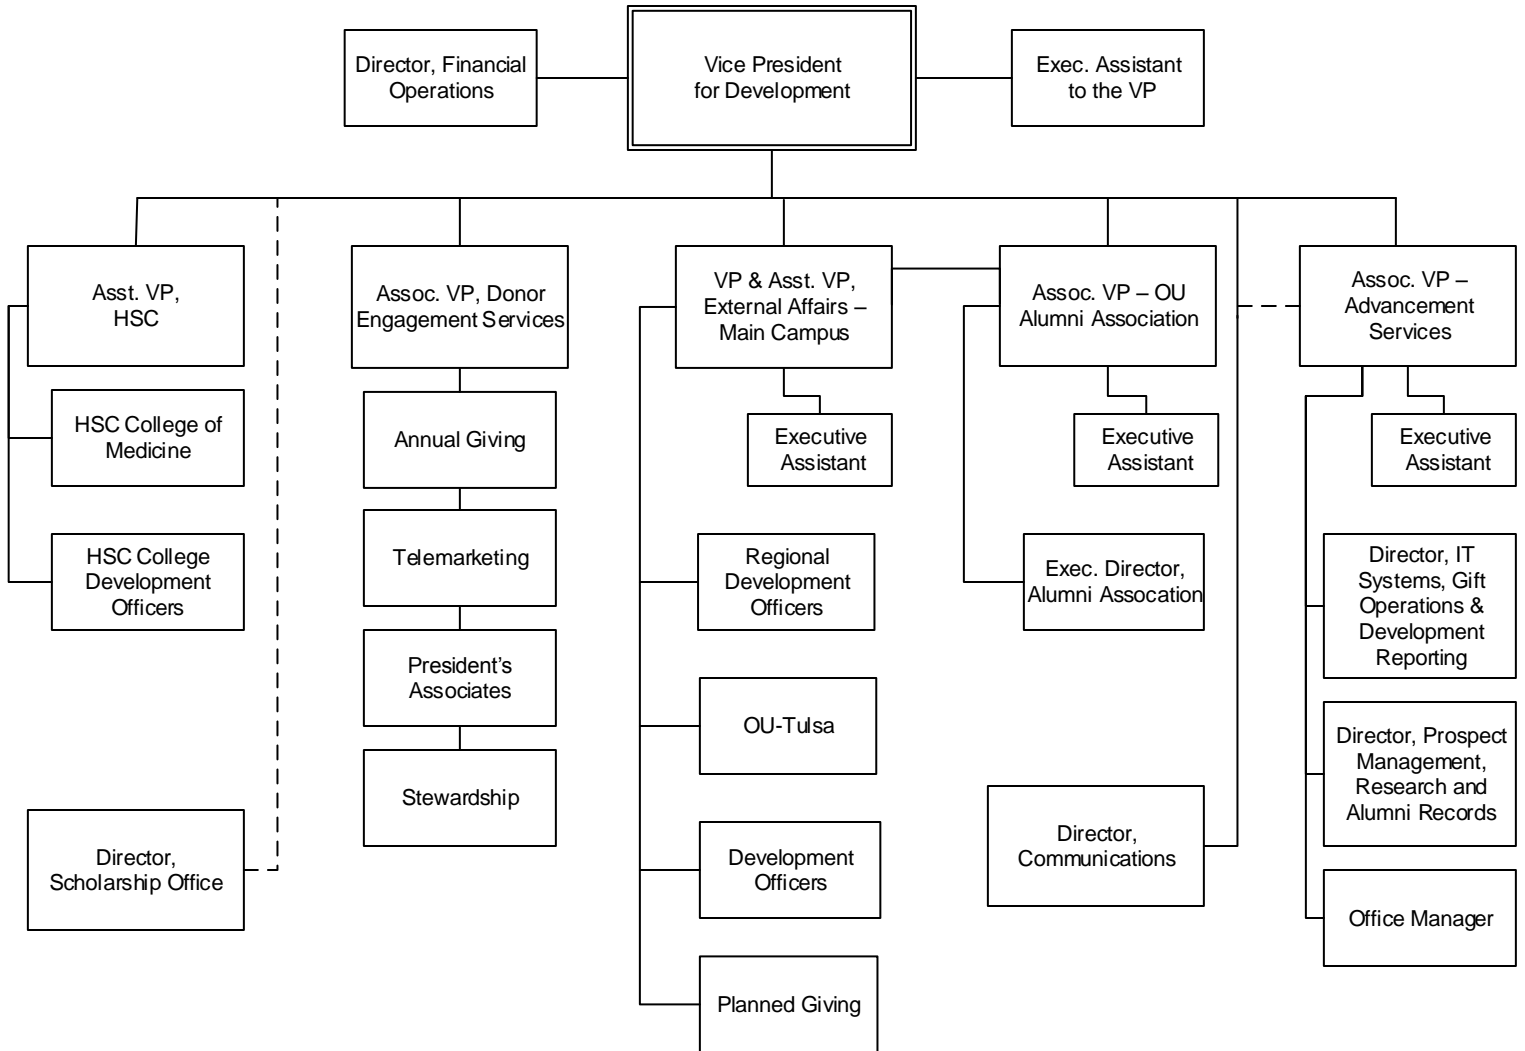 Director, Financial
Operations
Vice President
for Development
Exec. Assistant
to the VP
Asst. VP,
HSC
Assoc. VP, Donor
Engagement Services
VP & Asst. VP,
External Affairs –
Main Campus
Assoc. VP – OU
Alumni Association
Assoc. VP –
Advancement
Services
HSC College of
Medicine
Annual Giving
Executive
Assistant
Executive
Assistant
Executive
Assistant
HSC College
Development
Officers
Telemarketing
Regional
Development
Officers
Exec. Director,
Alumni Assocation
Director, IT
Systems, Gift
Operations &
Development
Reporting
President’s
Associates
OU-Tulsa
Director, Prospect
Management,
Research and
Alumni Records
Stewardship
Director,
Scholarship Office
Development
Officers
Director,
Communications
Office Manager
Planned Giving